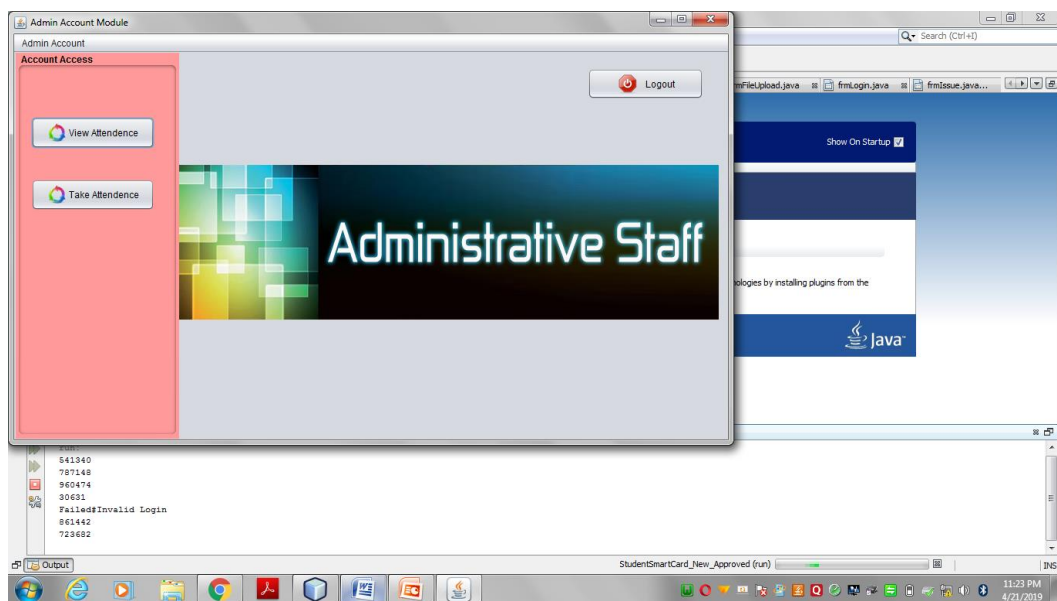 Admin Account Module
Search (Ctrl+I)
Admin Account
Account Access
Logout
View Attendence
Take Attendence
Administrative Staff
mFileUpload.java
frmLogin.java
frmIssue.java...
Show On Startup
ologies by installing plugins from the
Java
run:
541340
787148
960474
30631
Failed#Invalid Login
861442
723682
Output
StudentSmartCard_New_Approved (run)
INS
11:23 PM
4/21/2019